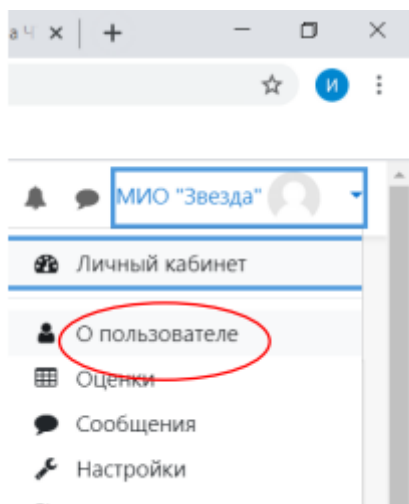 а Ч
И
МИО "Звезда"
Личный кабинет
О пользователе
Оценки
Сообщения
Настройки